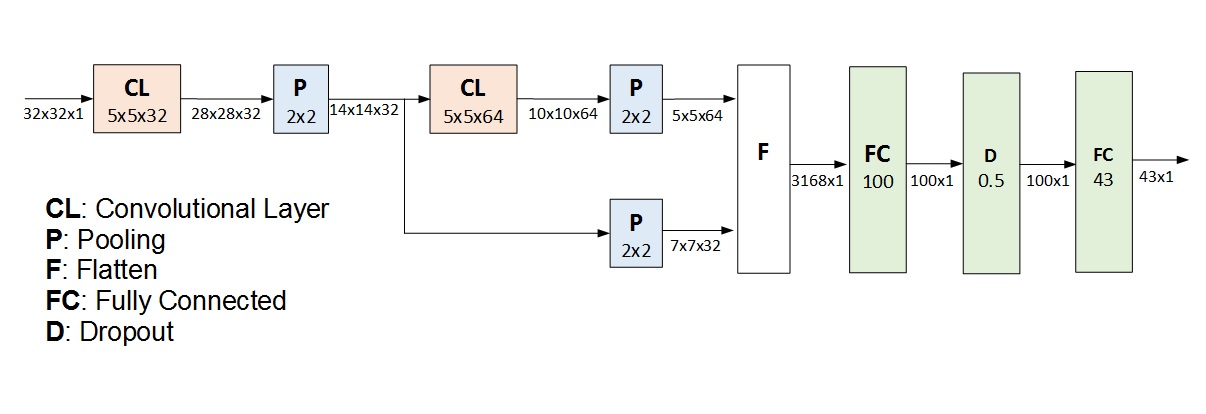 CL
5x5x32
P
2x2
CL
5x5x64
P
2x2
32x32x1
28x28x32
14x14x32
10x10x64
5x5x64
F
FC
100
D
0.5
FC
43
3168x1
100x1
100x1
43x1
P
2x2
7x7x32
CL: Convolutional Layer
P: Pooling
F: Flatten
FC: Fully Connected
D: Dropout